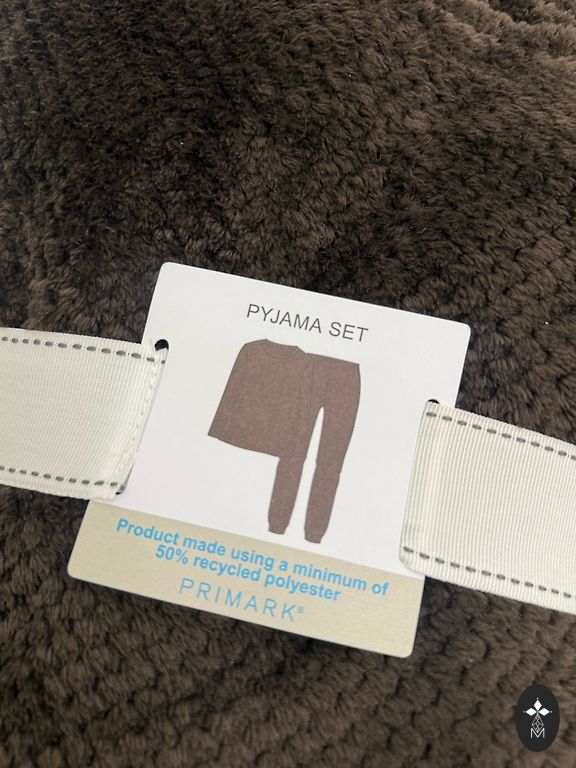 PYJAMA SET
Product made using a minimum of
50% recycled polyester
PRIMARK®
M